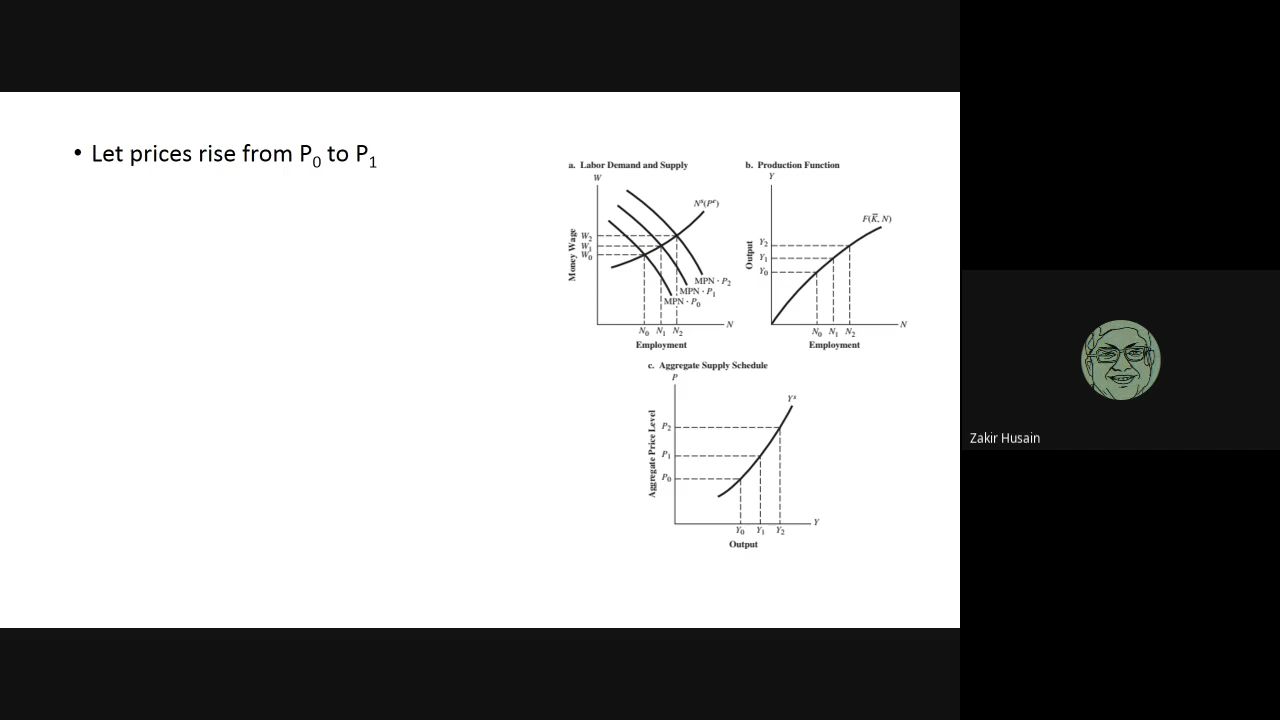 • Let prices rise from P₀ to P₁
a. Labor Demand and Supply
W
Money Wage
W₂
W₁
W₀
Nˢ(Pᵉ)
MPN · P₂
MPN · P₁
MPN · P₀
N₀ N₁ N₂
N
Employment
b. Production Function
Y
Output
F(K̅, N)
Y₂
Y₁
Y₀
N₀ N₁ N₂
N
Employment
c. Aggregate Supply Schedule
P
Aggregate Price Level
Yˢ
P₂
P₁
P₀
Y₀ Y₁ Y₂
Y
Output
Zakir Husain